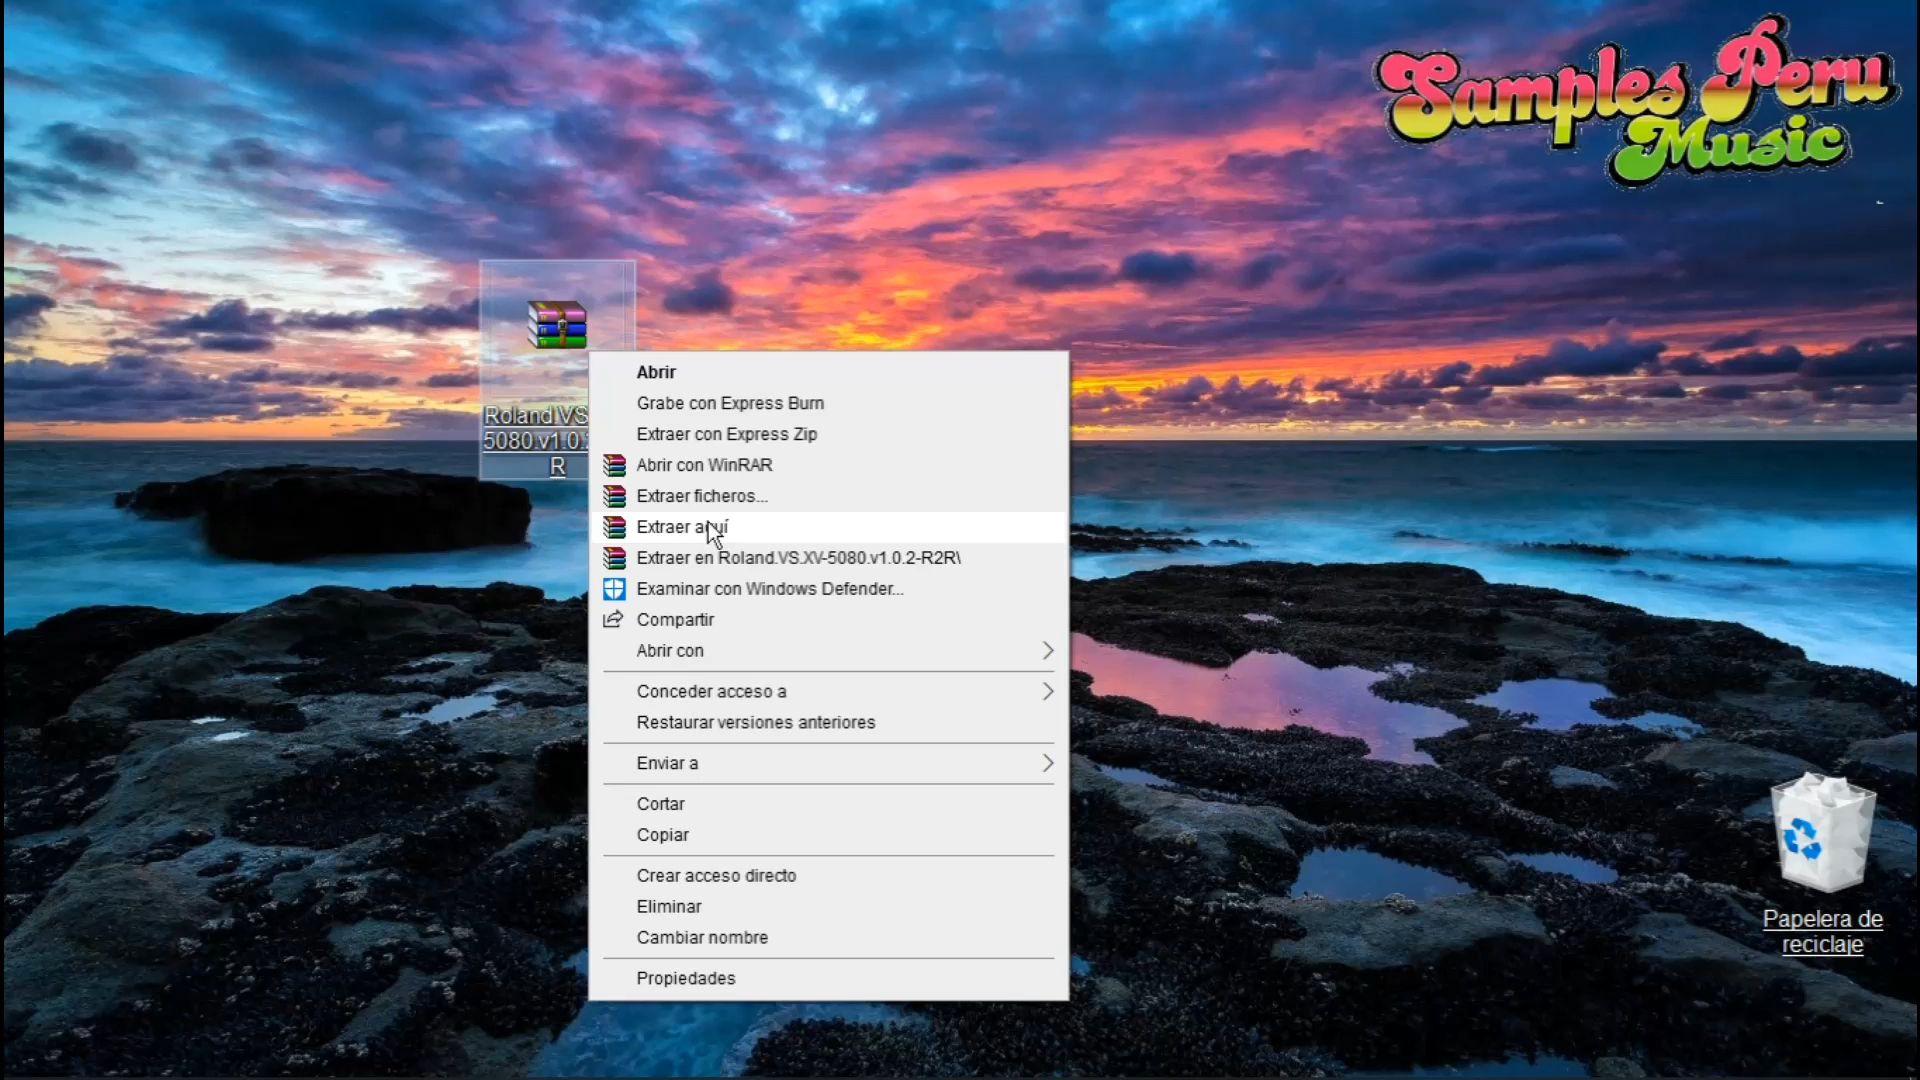 Samples Peru
Music
Roland.VS
5080.v1.0.2
R
Abrir
Grabe con Express Burn
Extraer con Express Zip
Abrir con WinRAR
Extraer ficheros...
Extraer aquí
Extraer en Roland.VS.XV-5080.v1.0.2-R2R\
Examinar con Windows Defender...
Compartir
Abrir con
Conceder acceso a
Restaurar versiones anteriores
Enviar a
Cortar
Copiar
Crear acceso directo
Eliminar
Cambiar nombre
Propiedades
Papelera de
reciclaje